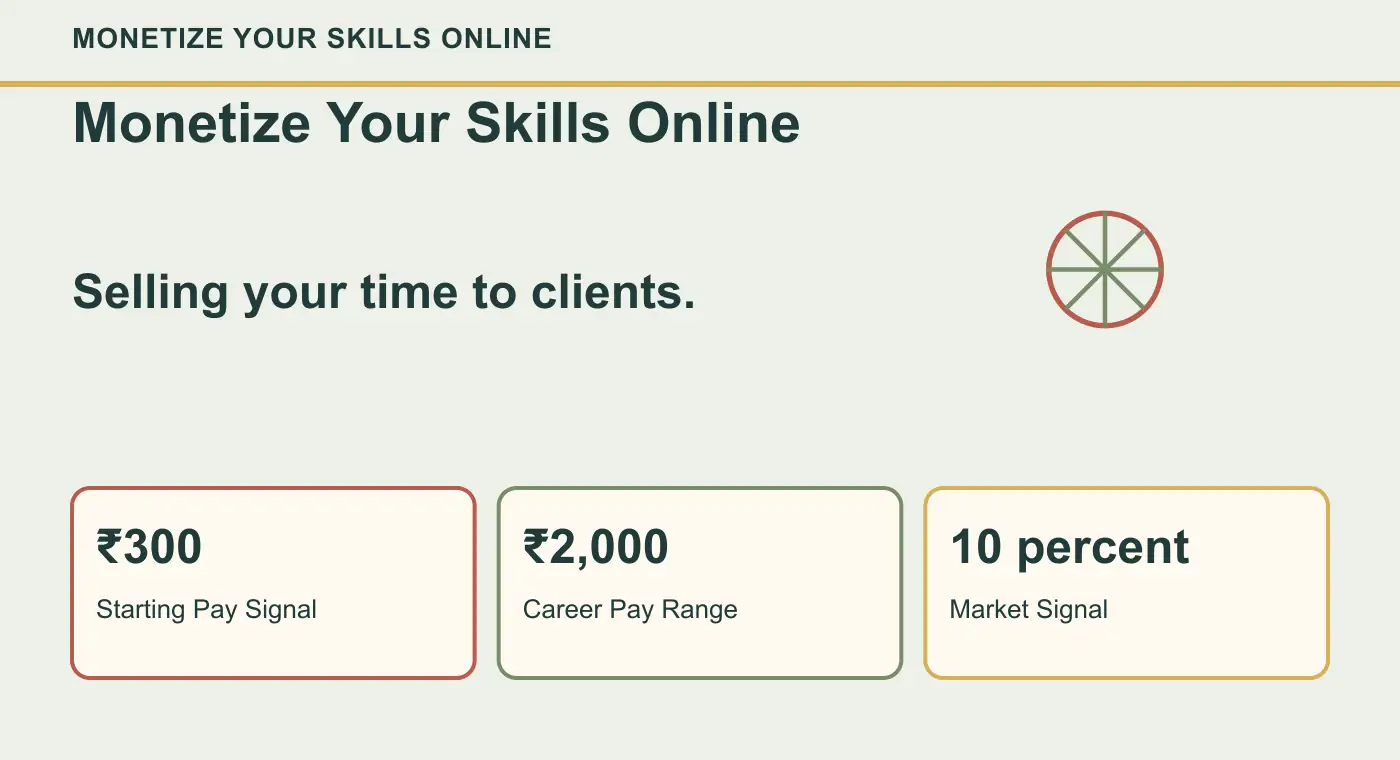 MONETIZE YOUR SKILLS ONLINE
Monetize Your Skills Online
Selling your time to clients.
₹300
Starting Pay Signal
₹2,000
Career Pay Range
10 percent
Market Signal